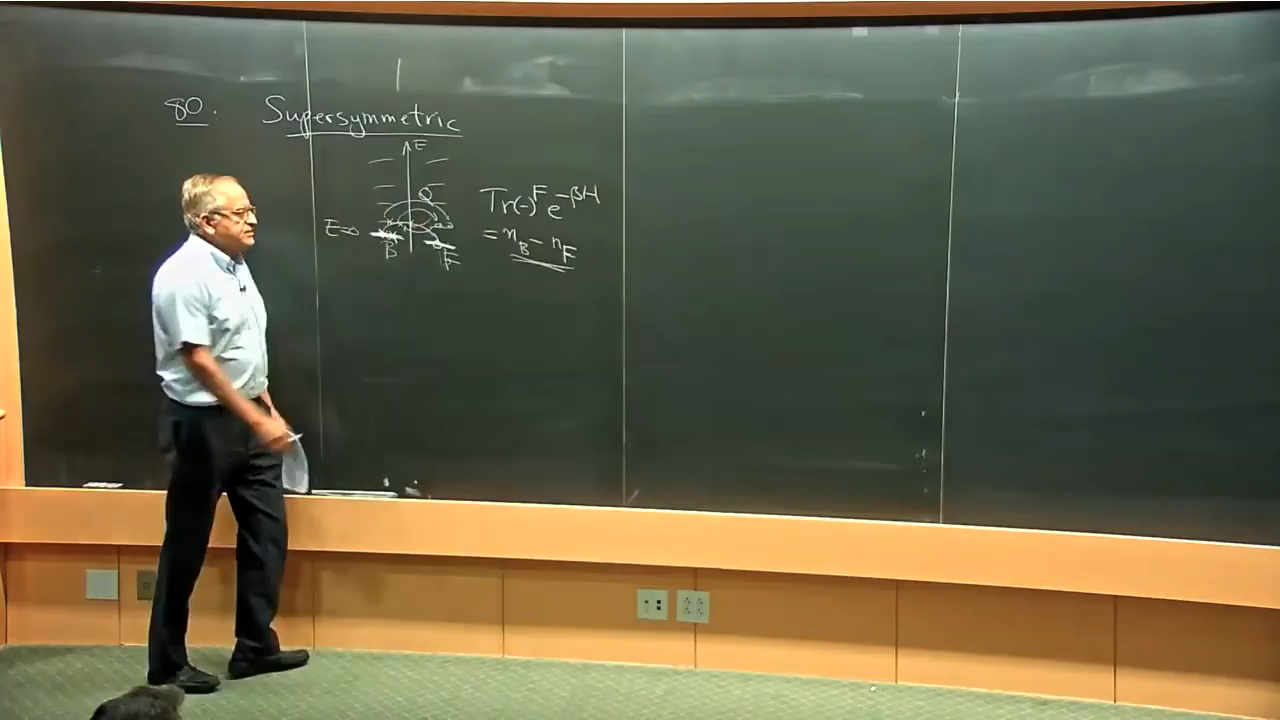 80. Supersymmetric
E
Q
Tr(-)^F e^{-βH}
E=0
= n_B - n_F
B F